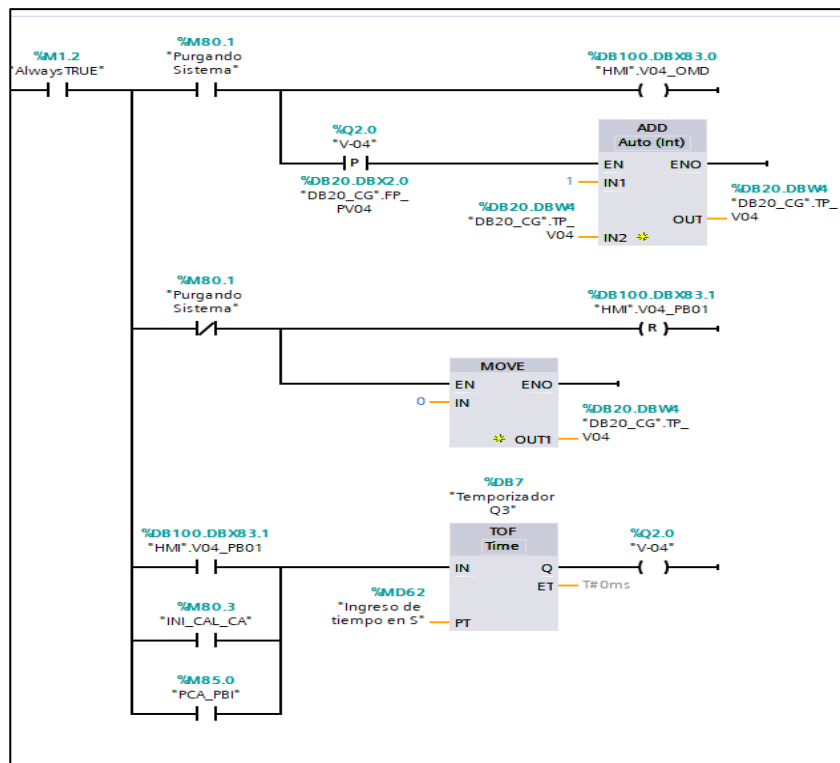 %M1.2
"AlwaysTRUE"
%M80.1
"Purgando
Sistema"
%DB100.DBX83.0
"HMI".V04_OMD
%Q2.0
"V-04"
P
%DB20.DBX2.0
"DB20_CG".FP_
PV04
ADD
Auto (Int)
EN
ENO
1
IN1
%DB20.DBW4
"DB20_CG".TP_
V04
IN2
OUT
%DB20.DBW4
"DB20_CG".TP_
V04
%M80.1
"Purgando
Sistema"
%DB100.DBX83.1
"HMI".V04_PB01
R
MOVE
EN
ENO
0
IN
OUT1
%DB20.DBW4
"DB20_CG".TP_
V04
%DB7
"Temporizador
Q3"
%DB100.DBX83.1
"HMI".V04_PB01
TOF
Time
%Q2.0
"V-04"
IN
Q
ET
T#0ms
%MD62
"Ingreso de
tiempo en S"
PT
%M80.3
"INI_CAL_CA"
%M85.0
"PCA_PBI"